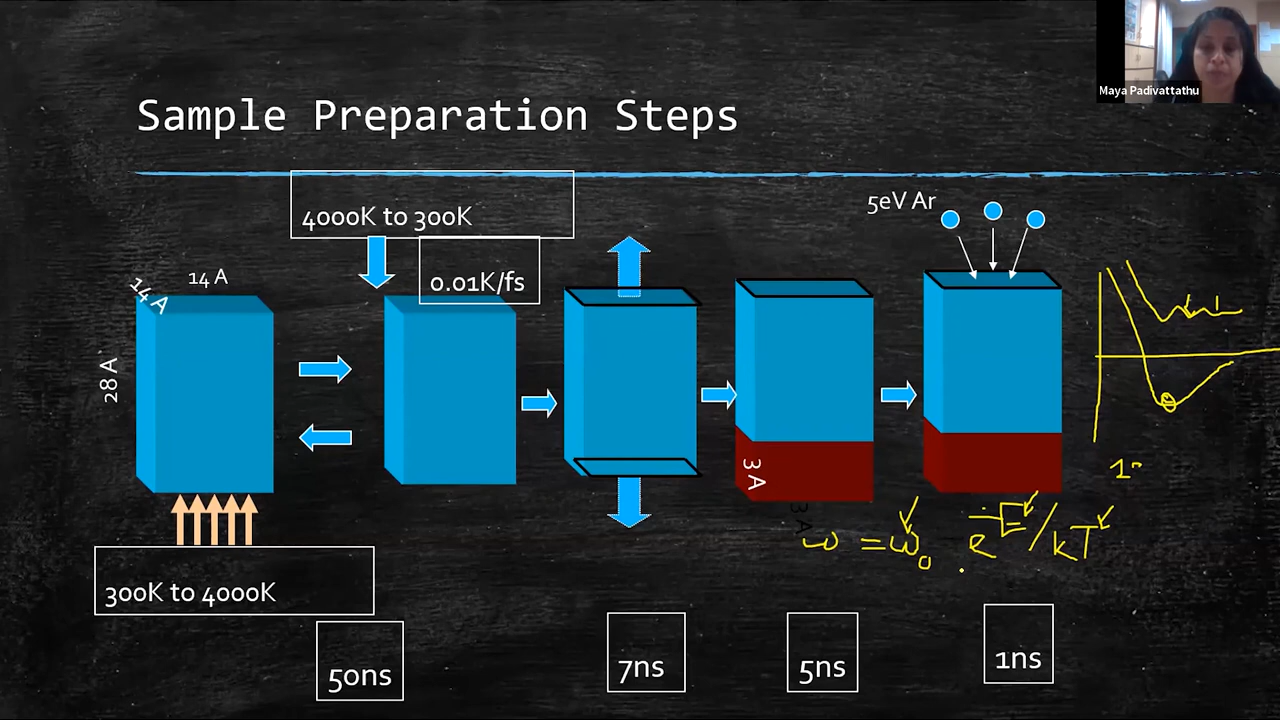 Maya Padivattathu
Sample Preparation Steps
4000K to 300K
0.01K/fs
5eV Ar
14 A
14 A
28 A
3 A
3 A
ω = ω₀ e^-E/kT
300K to 4000K
50ns
7ns
5ns
1ns